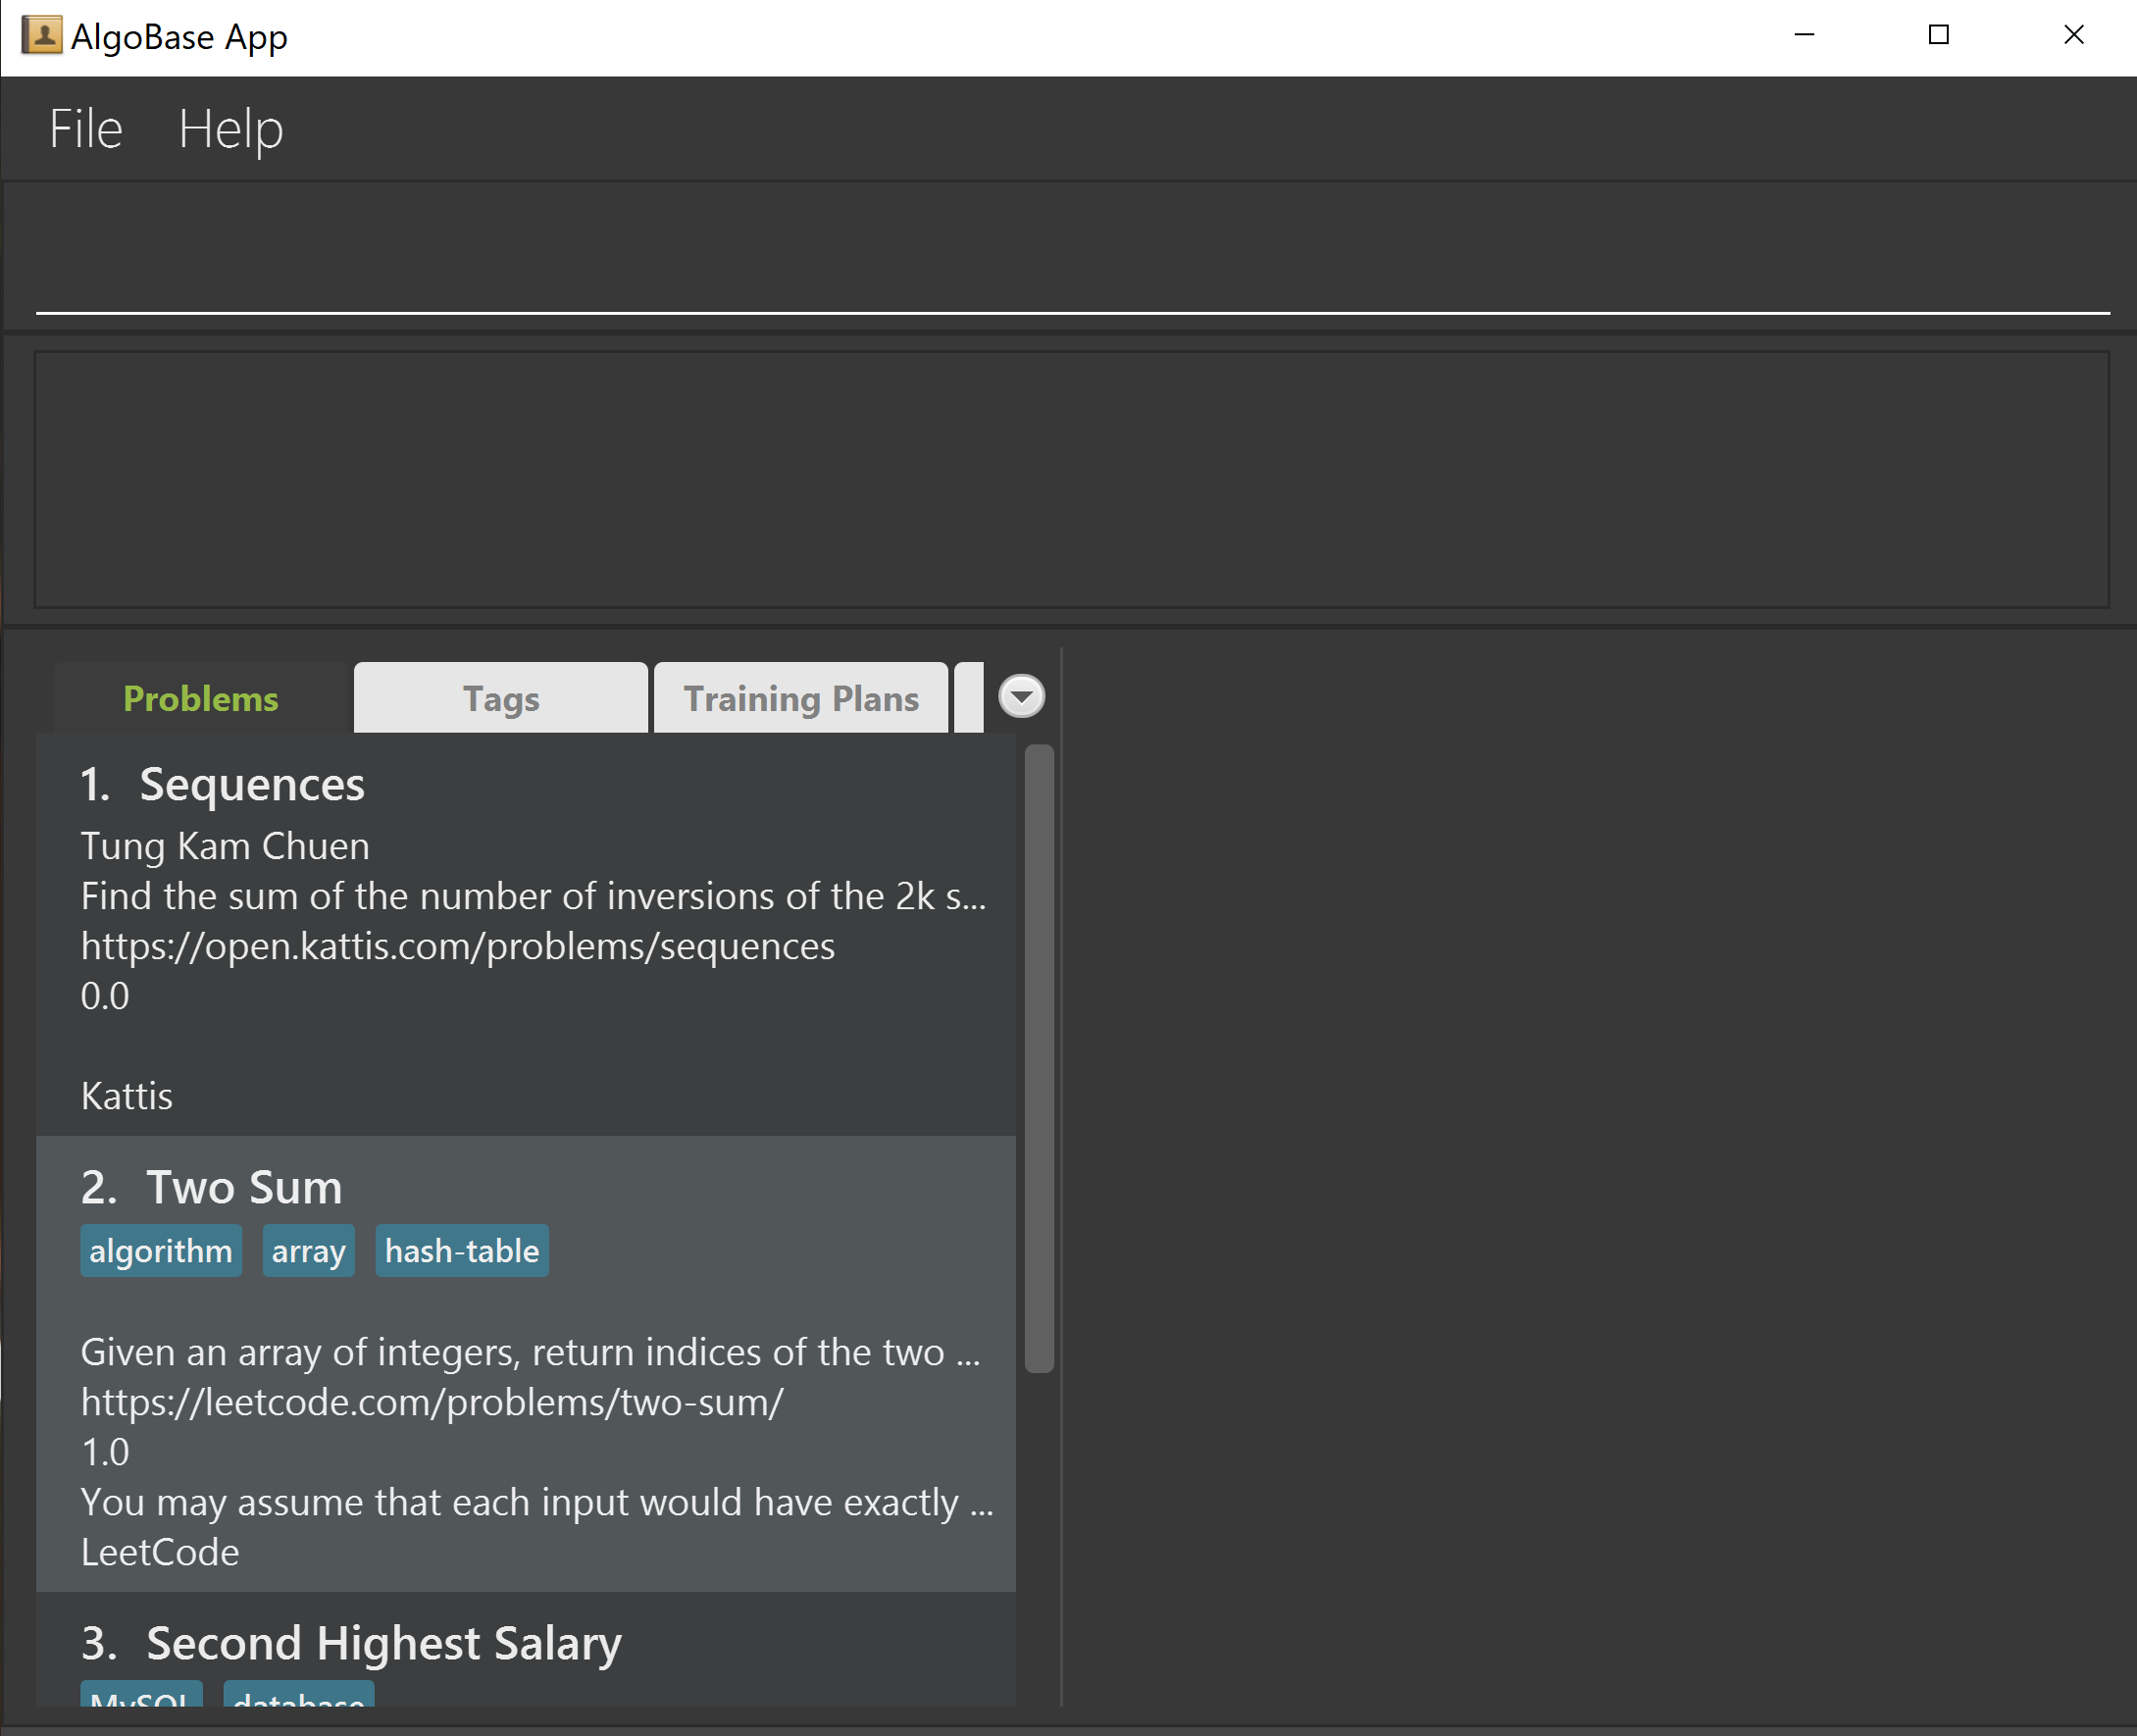 AlgoBase App
File Help
Problems Tags Training Plans
1. Sequences
Tung Kam Chuen
Find the sum of the number of inversions of the 2k s...
https://open.kattis.com/problems/sequences
0.0
Kattis
2. Two Sum
algorithm array hash-table
Given an array of integers, return indices of the two ...
https://leetcode.com/problems/two-sum/
1.0
You may assume that each input would have exactly ...
LeetCode
3. Second Highest Salary
MySQL database